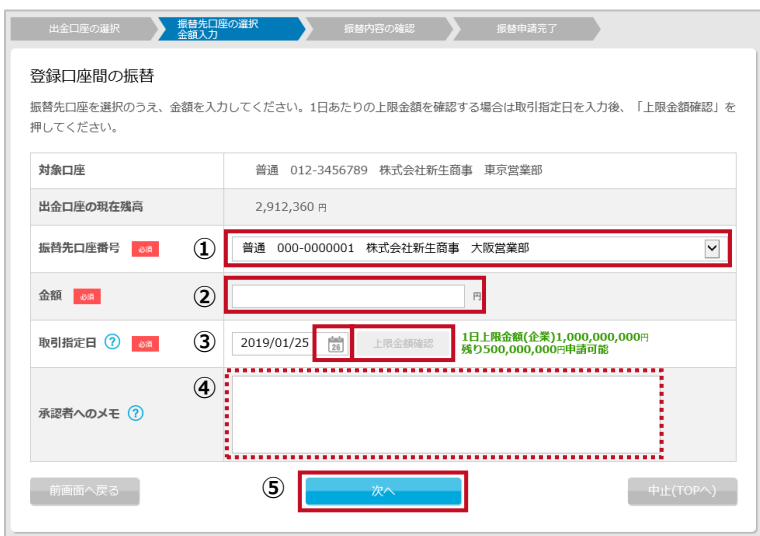 出金口座の選択
振替先口座の選択
金額入力
振替内容の確認
振替申請完了
登録口座間の振替
振替先口座を選択のうえ、金額を入力してください。1日あたりの上限金額を確認する場合は取引指定日を入力後、「上限金額確認」を
押してください。
対象口座
普通 012-3456789 株式会社新生商事 東京営業部
出金口座の現在残高
2,912,360 円
振替先口座番号 必須
① 普通 000-0000001 株式会社新生商事 大阪営業部
金額 必須
② 円
取引指定日 ? 必須
③ 2019/01/25 26 上限金額確認
1日上限金額(企業)1,000,000,000円
残り500,000,000円申請可能
④
承認者へのメモ ?
前画面へ戻る
⑤ 次へ
中止(TOPへ)